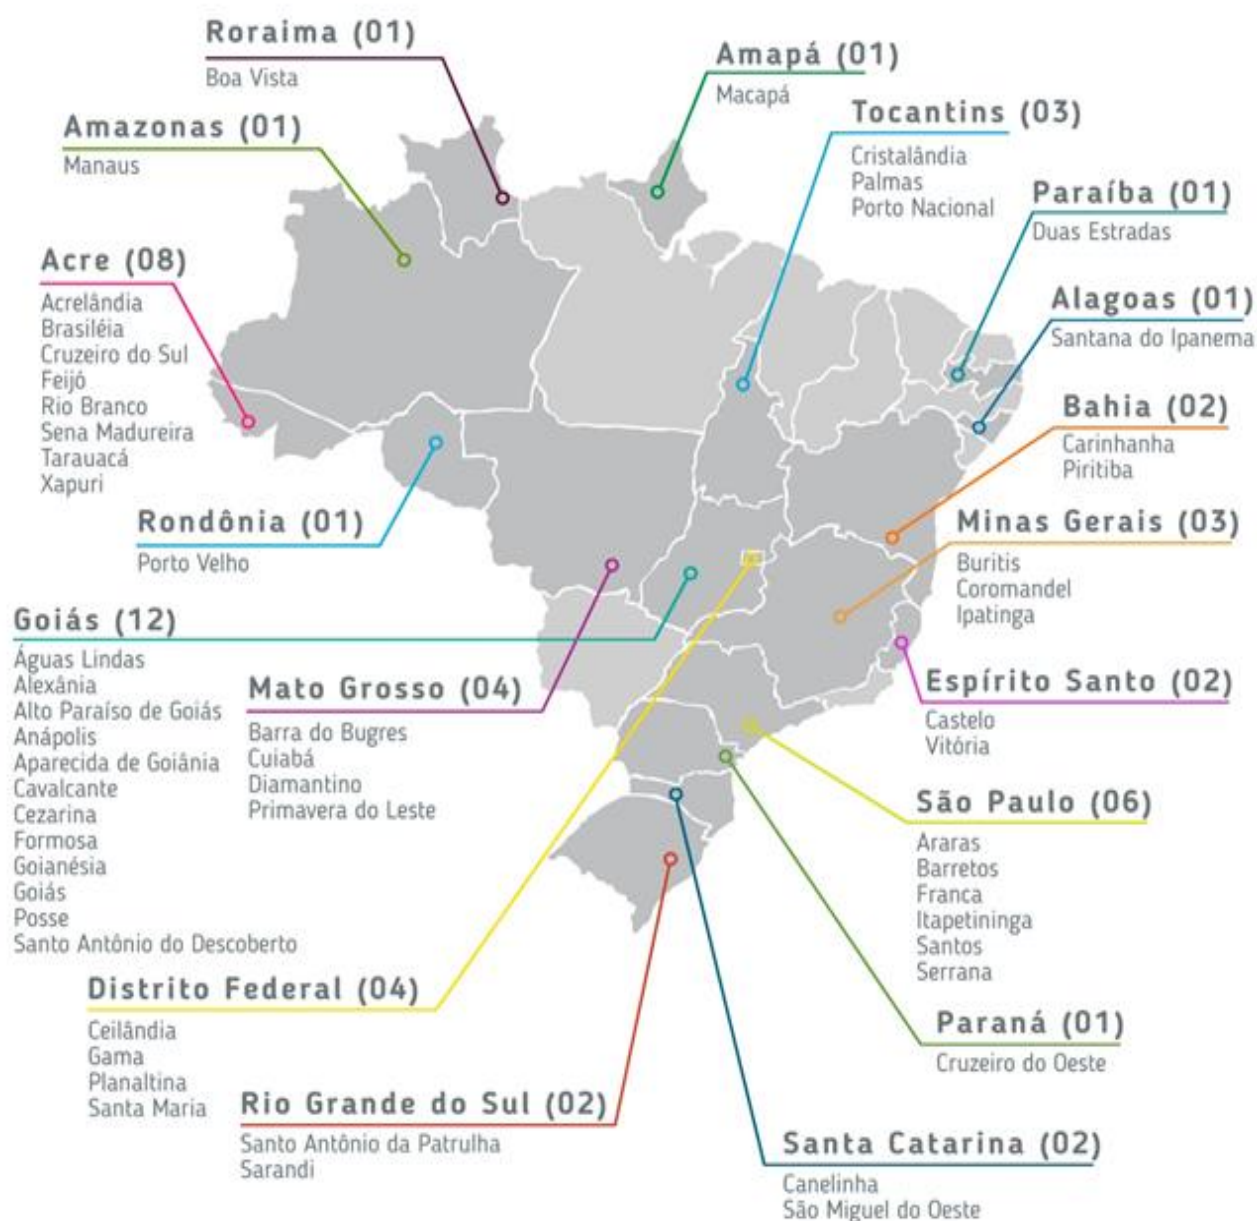 Roraima (01)
Boa Vista
Amapá (01)
Macapá
Amazonas (01)
Manaus
Tocantins (03)
Cristalândia
Palmas
Porto Nacional
Paraíba (01)
Duas Estradas
Acre (08)
Acrelândia
Brasiléia
Cruzeiro do Sul
Feijó
Rio Branco
Sena Madureira
Tarauacá
Xapuri
Alagoas (01)
Santana do Ipanema
Bahia (02)
Carinhanha
Piritiba
Rondônia (01)
Porto Velho
Minas Gerais (03)
Buritis
Coromandel
Ipatinga
Goiás (12)
Águas Lindas
Alexânia
Alto Paraíso de Goiás
Anápolis
Aparecida de Goiânia
Cavalcante
Cezarina
Formosa
Goianésia
Goiás
Posse
Santo Antônio do Descoberto
Mato Grosso (04)
Barra do Bugres
Cuiabá
Diamantino
Primavera do Leste
Espírito Santo (02)
Castelo
Vitória
São Paulo (06)
Araras
Barretos
Franca
Itapetininga
Santos
Serrana
Distrito Federal (04)
Ceilândia
Gama
Planaltina
Santa Maria
Paraná (01)
Cruzeiro do Oeste
Rio Grande do Sul (02)
Santo Antônio da Patrulha
Sarandi
Santa Catarina (02)
Canelinha
São Miguel do Oeste